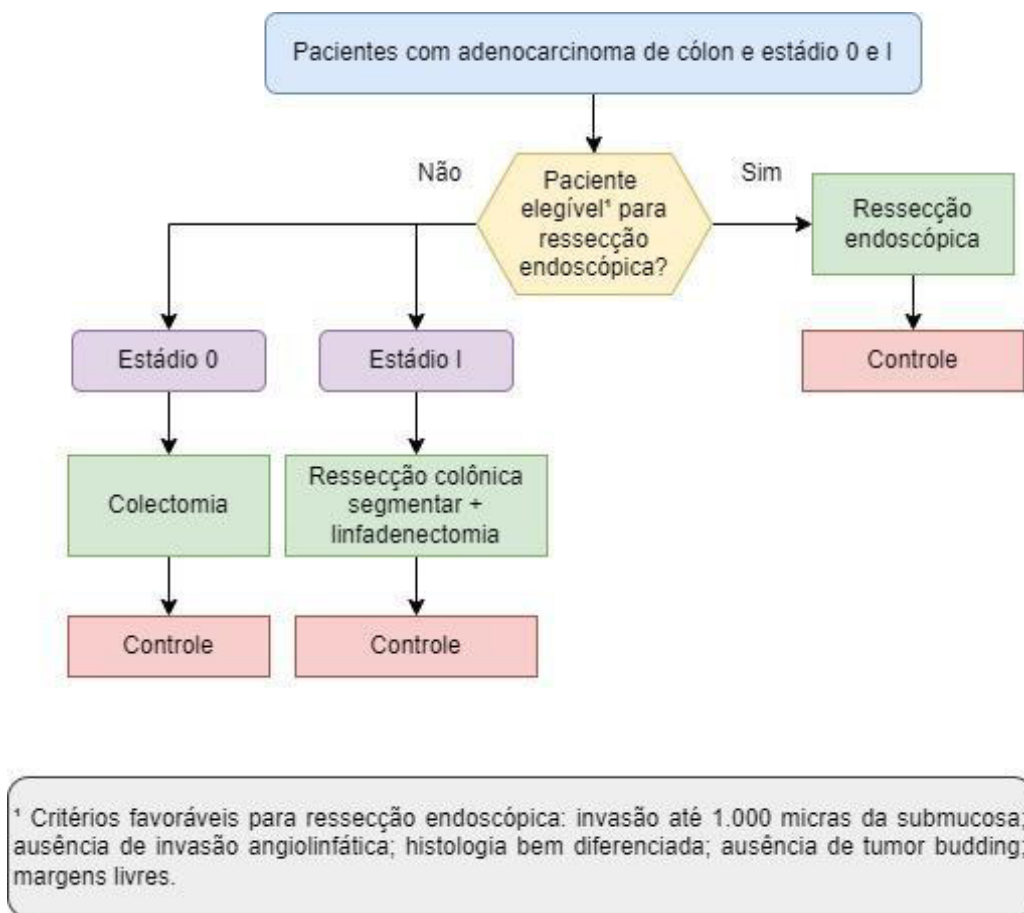 Pacientes com adenocarcinoma de cólon e estádio 0 e I
Não
Sim
Paciente
elegível¹ para
ressecção
endoscópica?
Ressecção
endoscópica
Estádio 0
Estádio I
Controle
Colectomia
Ressecção colônica
segmentar +
linfadenectomia
Controle
Controle
¹ Critérios favoráveis para ressecção endoscópica: invasão até 1.000 micras da submucosa;
ausência de invasão angiolinfática; histologia bem diferenciada; ausência de tumor budding;
margens livres.